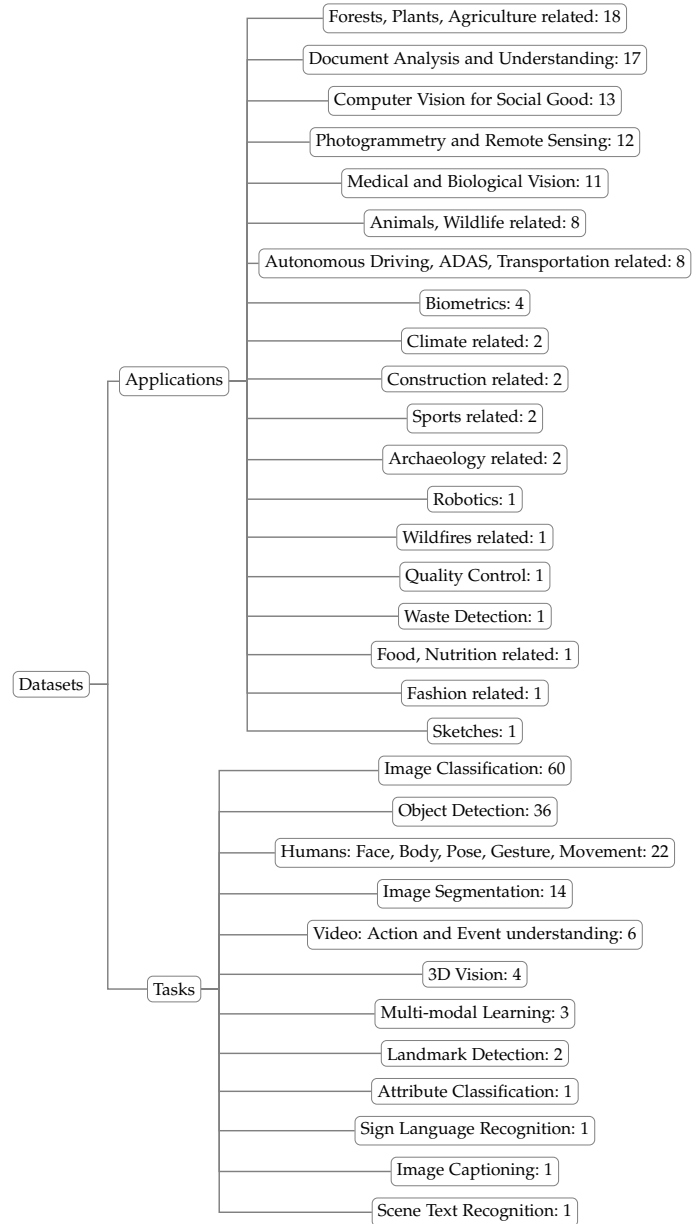 Datasets
Applications
Forests, Plants, Agriculture related: 18
Document Analysis and Understanding: 17
Computer Vision for Social Good: 13
Photogrammetry and Remote Sensing: 12
Medical and Biological Vision: 11
Animals, Wildlife related: 8
Autonomous Driving, ADAS, Transportation related: 8
Biometrics: 4
Climate related: 2
Construction related: 2
Sports related: 2
Archaeology related: 2
Robotics: 1
Wildfires related: 1
Quality Control: 1
Waste Detection: 1
Food, Nutrition related: 1
Fashion related: 1
Sketches: 1
Tasks
Image Classification: 60
Object Detection: 36
Humans: Face, Body, Pose, Gesture, Movement: 22
Image Segmentation: 14
Video: Action and Event understanding: 6
3D Vision: 4
Multi-modal Learning: 3
Landmark Detection: 2
Attribute Classification: 1
Sign Language Recognition: 1
Image Captioning: 1
Scene Text Recognition: 1